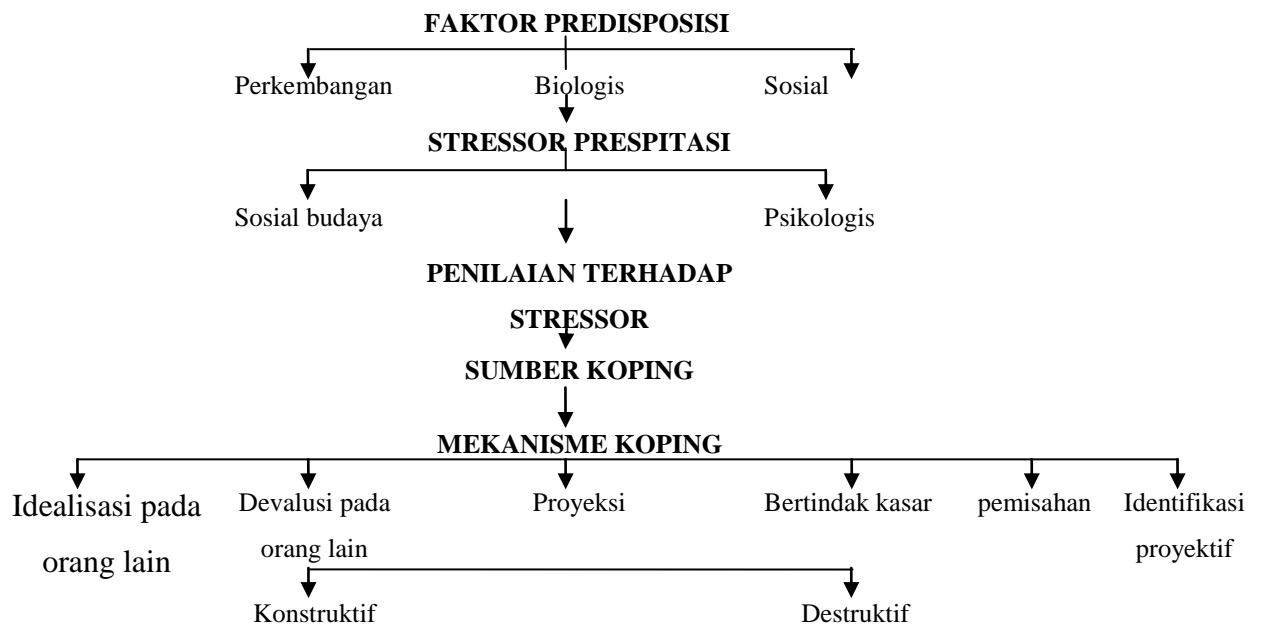 FAKTOR PREDISPOSISI
Perkembangan Biologis Sosial
STRESSOR PRESPITASI
Sosial budaya Psikologis
PENILAIAN TERHADAP
STRESSOR
SUMBER KOPING
MEKANISME KOPING
Idealisasi pada
orang lain
Devalusi pada
orang lain
Proyeksi
Bertindak kasar
pemisahan
Identifikasi
proyektif
Konstruktif Destruktif